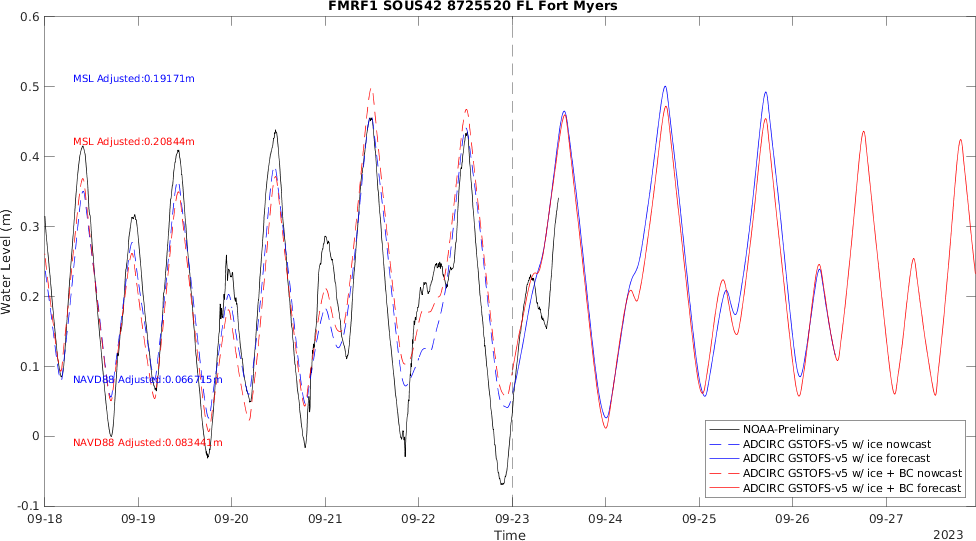 FMRF1 SOUS42 8725520 FL Fort Myers
Water Level (m)
0.6
0.5
0.4
0.3
0.2
0.1
0
-0.1
MSL Adjusted:0.19171m
MSL Adjusted:0.20844m
NAVD88 Adjusted:0.066715m
NAVD88 Adjusted:0.083441m
NOAA-Preliminary
ADCIRC GSTOFS-v5 w/ ice nowcast
ADCIRC GSTOFS-v5 w/ ice forecast
ADCIRC GSTOFS-v5 w/ ice + BC nowcast
ADCIRC GSTOFS-v5 w/ ice + BC forecast
09-18 09-19 09-20 09-21 09-22 09-23 09-24 09-25 09-26 09-27
Time
2023